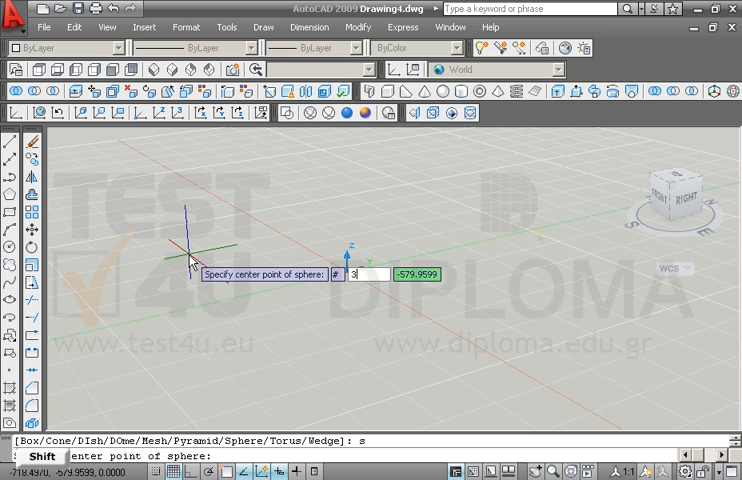 AutoCAD 2009 Drawing4.dwg
Type a keyword or phrase
File Edit View Insert Format Tools Draw Dimension Modify Express Window Help
ByLayer ByLayer ByLayer ByColor
World
TEST
4U
DIPLOMA
www.test4u.eu
www.diploma.edu.gr
FRONT RIGHT
S
WCS
Z
Y
Specify center point of sphere: # 3 -579.9599
[Box/Cone/DIsh/DOme/Mesh/Pyramid/Sphere/Torus/Wedge]: s
Shift
enter point of sphere:
-718.4970, -579.9599, 0.0000
1:1